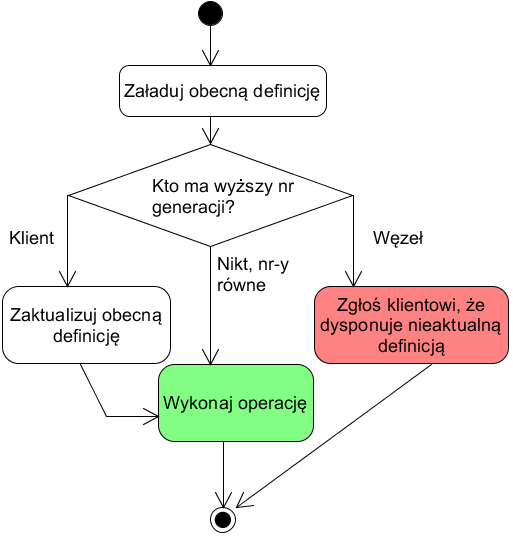 Załaduj obecną definicję
Kto ma wyższy nr
generacji?
Klient
Nikt, nr-y
równe
Węzeł
Zaktualizuj obecną
definicję
Zgłoś klientowi, że
dysponuje nieaktualną
definicją
Wykonaj operację